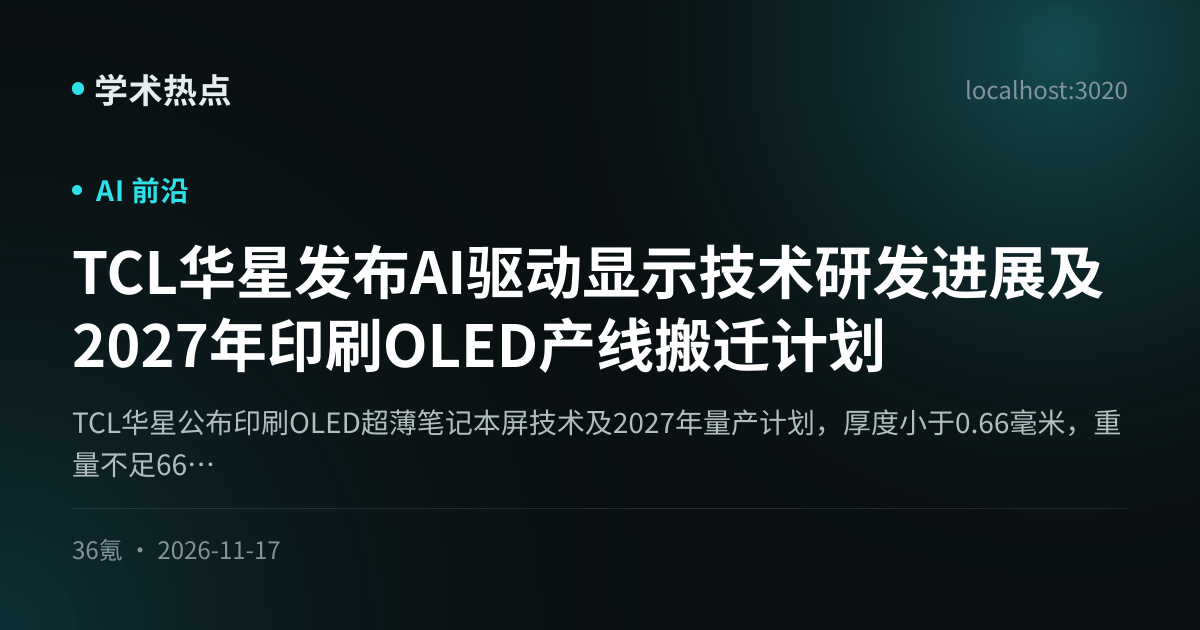 学术热点
localhost:3020
AI 前沿
TCL华星发布AI驱动显示技术研发进展及
2027年印刷OLED产线搬迁计划
TCL华星公布印刷OLED超薄笔记本屏技术及2027年量产计划，厚度小于0.66毫米，重
量不足66…
36氪 · 2026-11-17